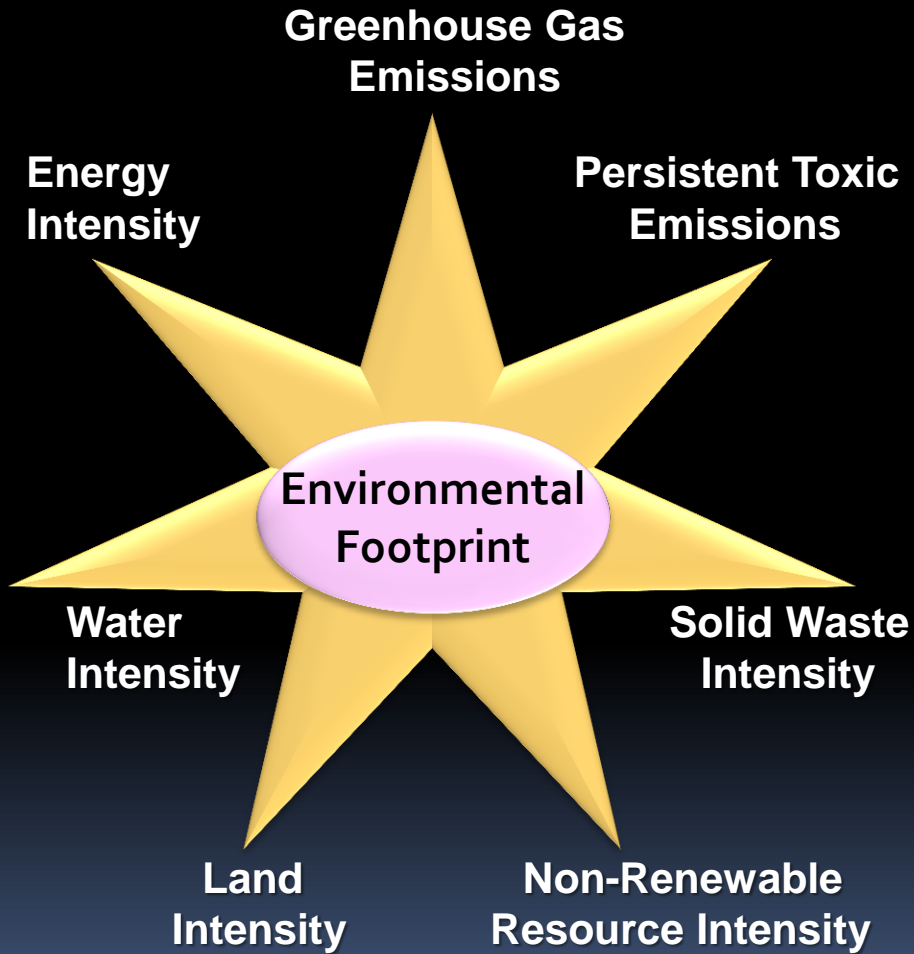 Greenhouse Gas
Emissions
Energy
Intensity
Persistent Toxic
Emissions
Environmental
Footprint
Water
Intensity
Solid Waste
Intensity
Land
Intensity
Non-Renewable
Resource Intensity